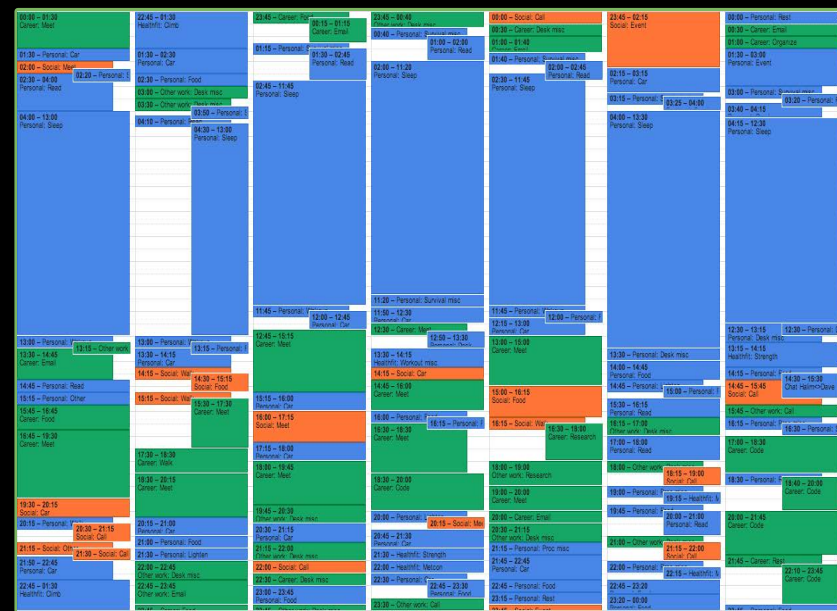 00:00 – 01:30
Career: Meet
01:30 – Personal: Car
02:00 – Social: Meet
02:20 – Personal:
02:30 – 04:00
Personal: Read
04:00 – 13:00
Personal: Sleep
13:00 – Personal:
13:15 – Other work
13:30 – 14:45
Career: Email
14:45 – Personal: Read
15:15 – Personal: Other
15:45 – 16:45
Career: Food
16:45 – 19:30
Career: Meet
19:30 – 20:15
Social: Car
20:15 – Personal:
20:30 – 21:15
Social: Call
21:15 – Social: Oth
21:30 – Social: Call
21:50 – 22:45
Personal: Car
22:45 – 01:30
Healthfit: Climb
22:45 – 01:30
Healthfit: Climb
01:30 – 02:30
Personal: Car
02:30 – Personal: Food
03:00 – Other work: Desk misc
03:30 – Other work: Desk misc
03:50 – Personal:
04:10 – Personal:
04:30 – 13:00
Personal: Sleep
13:00 – Personal:
13:15 – Personal:
13:30 – 14:15
Personal: Car
14:15 – Social: Wal
14:30 – 15:15
Social: Food
15:15 – Social: Wal
15:30 – 17:30
Career: Meet
17:30 – 18:30
Career: Walk
18:30 – 20:15
Career: Meet
20:15 – 21:00
Personal: Car
21:00 – Personal: Food
21:30 – Personal: Lighten
22:00 – 22:45
Other work: Desk misc
22:45 – 23:45
Career: Email
23:45 – Career:
00:15 – 01:15
Career: Email
01:15 – Personal:
01:30 – 02:45
Personal: Read
02:45 – 11:45
Personal: Sleep
11:45 – Personal:
12:00 – 12:45
Personal: Car
12:45 – 15:15
Career: Meet
15:15 – 16:00
Personal: Car
16:00 – 17:15
Social: Meet
17:15 – 18:00
Personal: Car
18:00 – 19:45
Career: Meet
19:45 – 20:30
Other work: Desk misc
20:30 – 21:15
Personal: Car
21:15 – 22:00
Other work: Desk misc
22:00 – Social: Call
22:30 – Career: Desk misc
23:00 – 23:45
Personal: Food
23:45 – 00:40
Other work: Desk misc
00:40 – Personal: Survival misc
01:00 – 02:00
Personal: Read
02:00 – 11:20
Personal: Sleep
11:20 – Personal: Survival misc
11:50 – 12:30
Personal: Car
12:30 – Career: Meet
12:50 – 13:30
13:30 – 14:15
Healthfit: Workout misc
14:15 – Social: Car
14:45 – 16:00
Career: Meet
16:00 – Personal:
16:15 – Personal:
16:30 – 18:30
Career: Meet
18:30 – 20:00
Career: Code
20:00 – Personal:
20:15 – Social: Mee
20:45 – 21:30
Personal: Car
21:30 – Healthfit: Strength
22:00 – Healthfit: Metcon
22:30 – Personal:
22:45 – 23:30
Personal: Food
23:30 – Other work: Call
00:00 – Social: Call
00:30 – Career: Desk misc
01:00 – 01:40
Career: Email
01:40 – Personal: Survival misc
02:00 – 02:45
Personal: Read
02:30 – 11:45
Personal: Sleep
11:45 – Personal:
12:00 – Personal: F
12:15 – 13:00
Personal: Car
13:00 – 15:00
Career: Meet
15:00 – 16:15
Social: Food
16:15 – Social: Wal
16:30 – 18:00
Career: Research
18:00 – 19:00
Other work: Research
19:00 – 20:00
Career: Meet
20:00 – Career: Email
20:30 – 21:15
Other work: Desk misc
21:15 – Personal: Proc misc
21:45 – 22:45
Personal: Car
22:45 – Personal: Food
23:15 – Personal: Rest
23:45 – Social: Event
23:45 – 02:15
Social: Event
02:15 – 03:15
Personal: Car
03:15 – Personal:
03:25 – 04:00
04:00 – 13:30
Personal: Sleep
13:30 – Personal: Desk misc
14:00 – 14:45
Personal: Food
14:45 – Personal:
15:00 – Personal:
15:30 – 16:15
Personal: Read
16:15 – 17:00
Other work: Desk misc
17:00 – 18:00
Personal: Read
18:00 – Other work:
18:15 – 19:00
Social: Call
19:00 – Personal:
19:15 – Healthfit: M
19:45 – Personal:
20:00 – 21:00
Personal: Read
21:00 – Other work:
21:15 – 22:00
Social: Call
22:00 – Personal:
22:15 – Healthfit: M
22:45 – 23:20
Personal: Car
23:20 – 00:00
Personal: Food
00:00 – Personal: Rest
00:30 – Career: Email
01:00 – Career: Organize
01:30 – 03:00
Personal: Event
03:00 – Personal: Survival misc
03:20 – Personal:
03:40 – 04:15
04:15 – 12:30
Personal: Sleep
12:30 – 13:15
Personal: Desk misc
12:30 – Personal:
13:15 – 14:15
Healthfit: Strength
14:15 – Personal:
14:30 – 15:30
Chat Haim<>Dave
14:45 – 15:45
Social: Call
15:45 – Other work: Call
16:15 – Personal: Proc misc
16:30 – Personal:
17:00 – 18:30
Career: Code
18:30 – Personal:
18:40 – 20:00
Career: Code
20:00 – 21:45
Career: Code
21:45 – Career: Rest
22:10 – 23:45
Career: Code